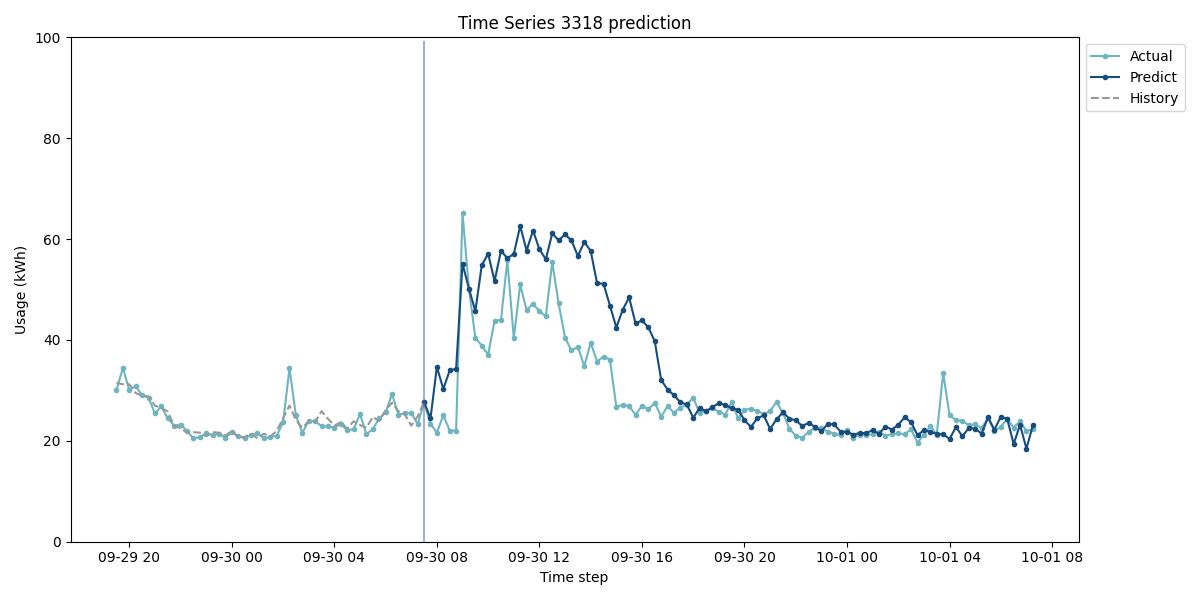 Time Series 3318 prediction
100
80
60
40
20
0
Usage (kWh)
09-29 20
09-30 00
09-30 04
09-30 08
09-30 12
09-30 16
09-30 20
10-01 00
10-01 04
10-01 08
Time step
Actual
Predict
History